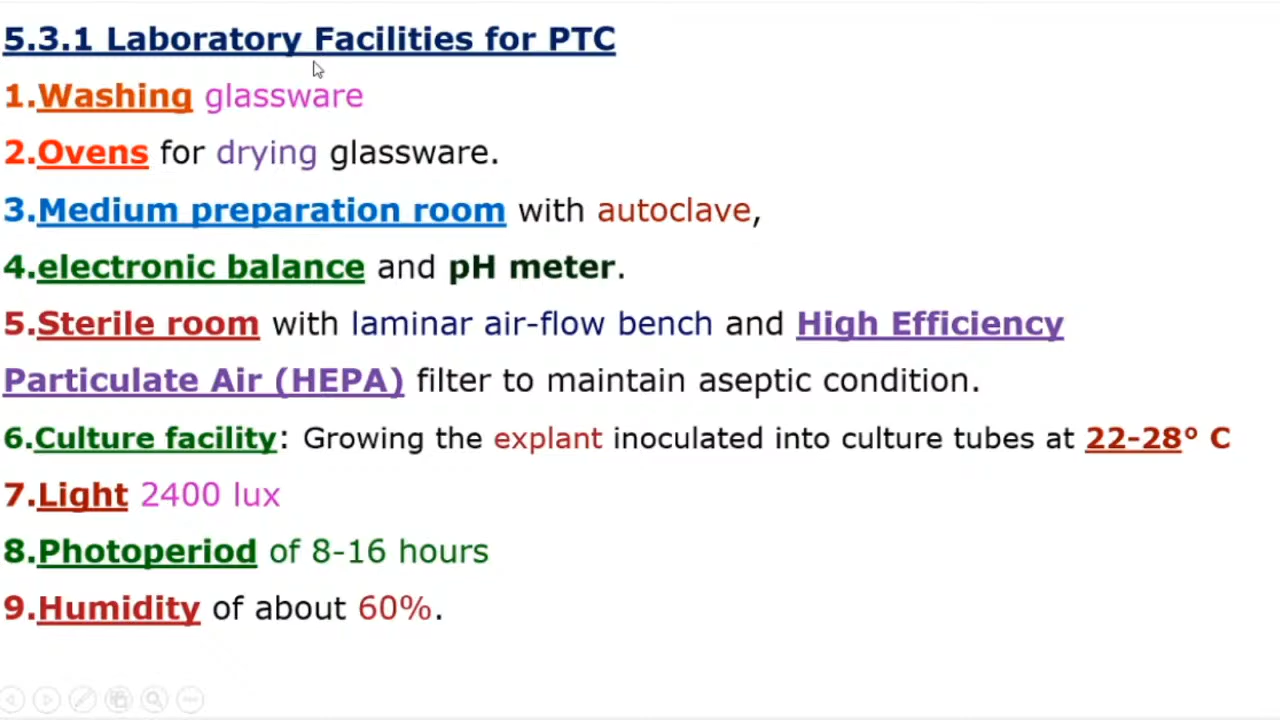 5.3.1 Laboratory Facilities for PTC
1.Washing glassware
2.Ovens for drying glassware.
3.Medium preparation room with autoclave,
4.electronic balance and pH meter.
5.Sterile room with laminar air-flow bench and High Efficiency
Particulate Air (HEPA) filter to maintain aseptic condition.
6.Culture facility: Growing the explant inoculated into culture tubes at 22-28º C
7.Light 2400 lux
8.Photoperiod of 8-16 hours
9.Humidity of about 60%.